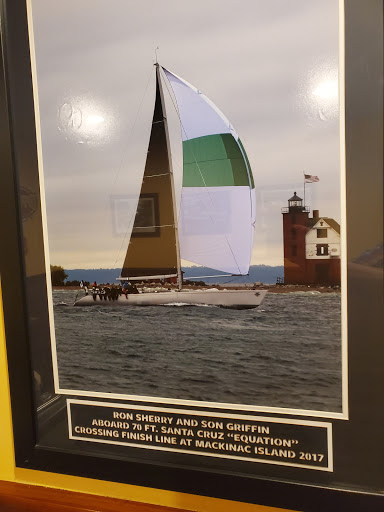 RON SHERRY AND SON GRIFFIN
ABOARD 70 FT. SANTA CRUZ "EQUATION"
CROSSING FINISH LINE AT MACKINAC ISLAND 2017